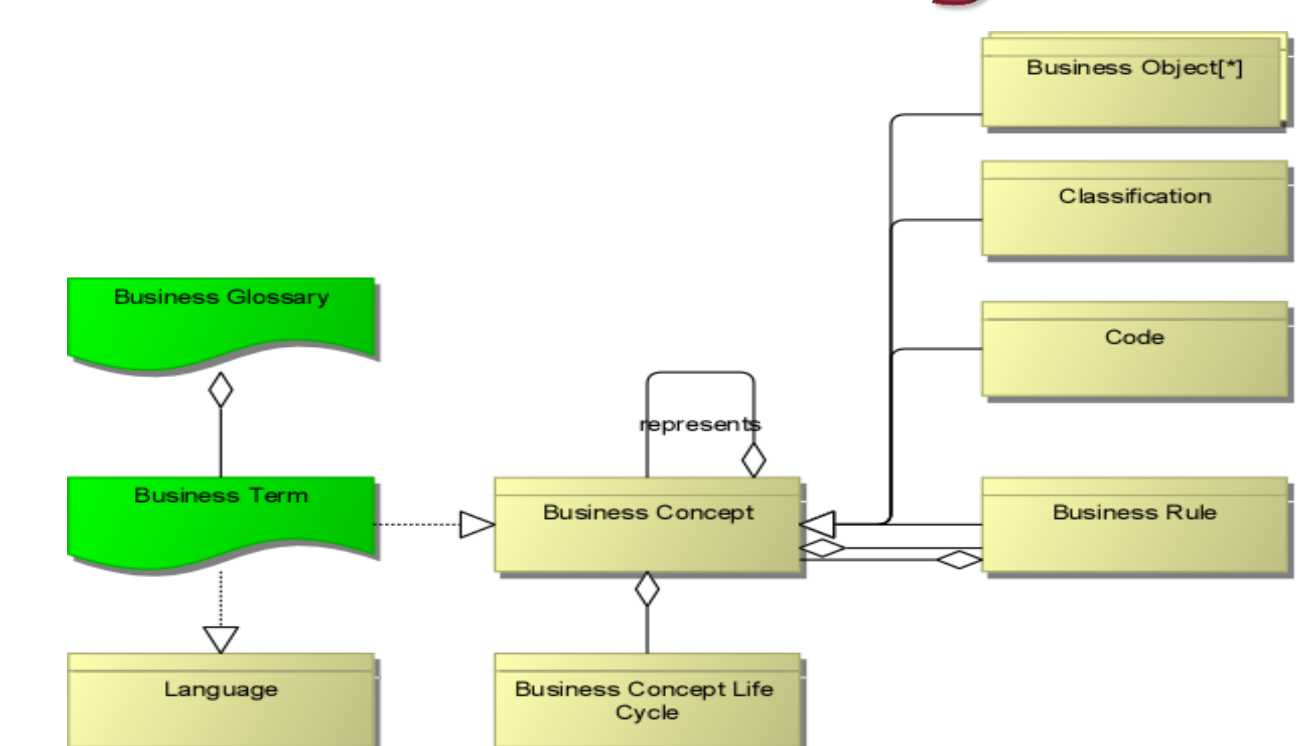 Business Object[*]
Classification
Business Glossary
Code
represents
Business Term
Business Concept
Business Rule
Language
Business Concept Life
Cycle